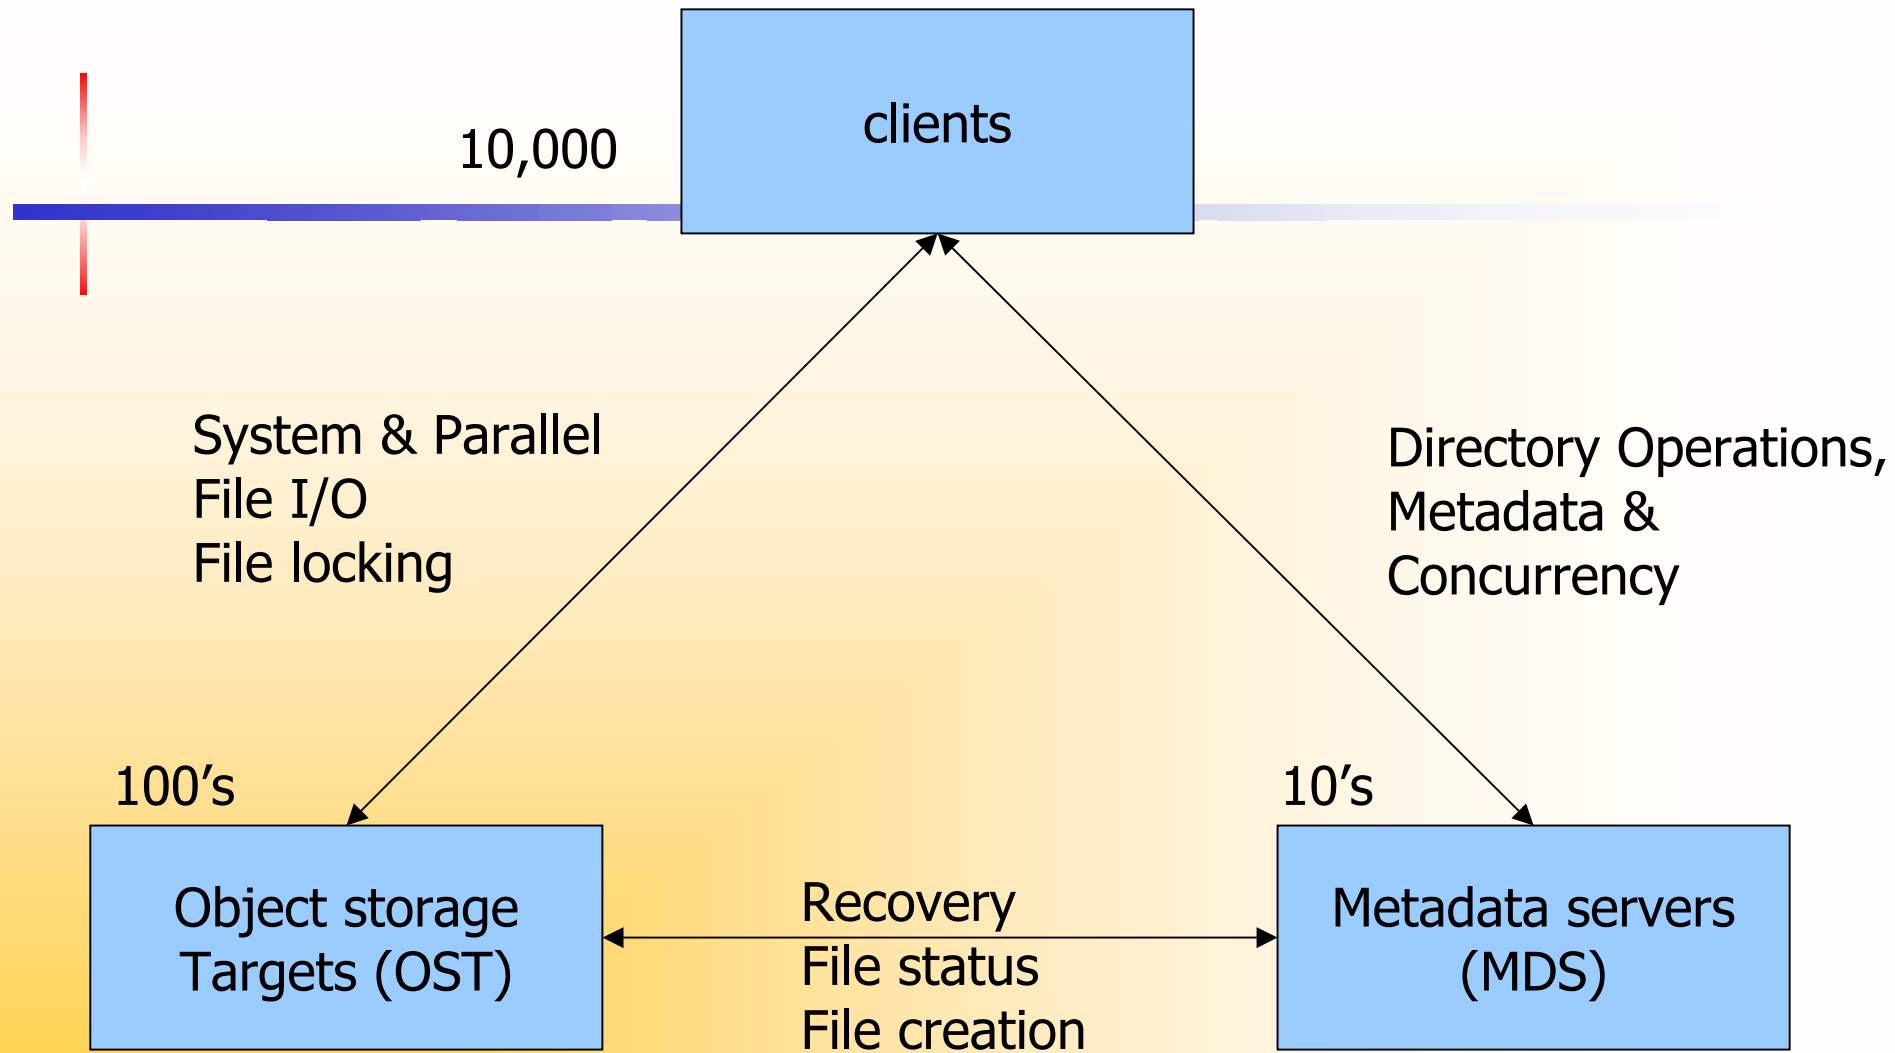 clients
10,000
System & Parallel
File I/O
File locking
Directory Operations,
Metadata &
Concurrency
100’s
10’s
Object storage
Targets (OST)
Recovery
File status
File creation
Metadata servers
(MDS)